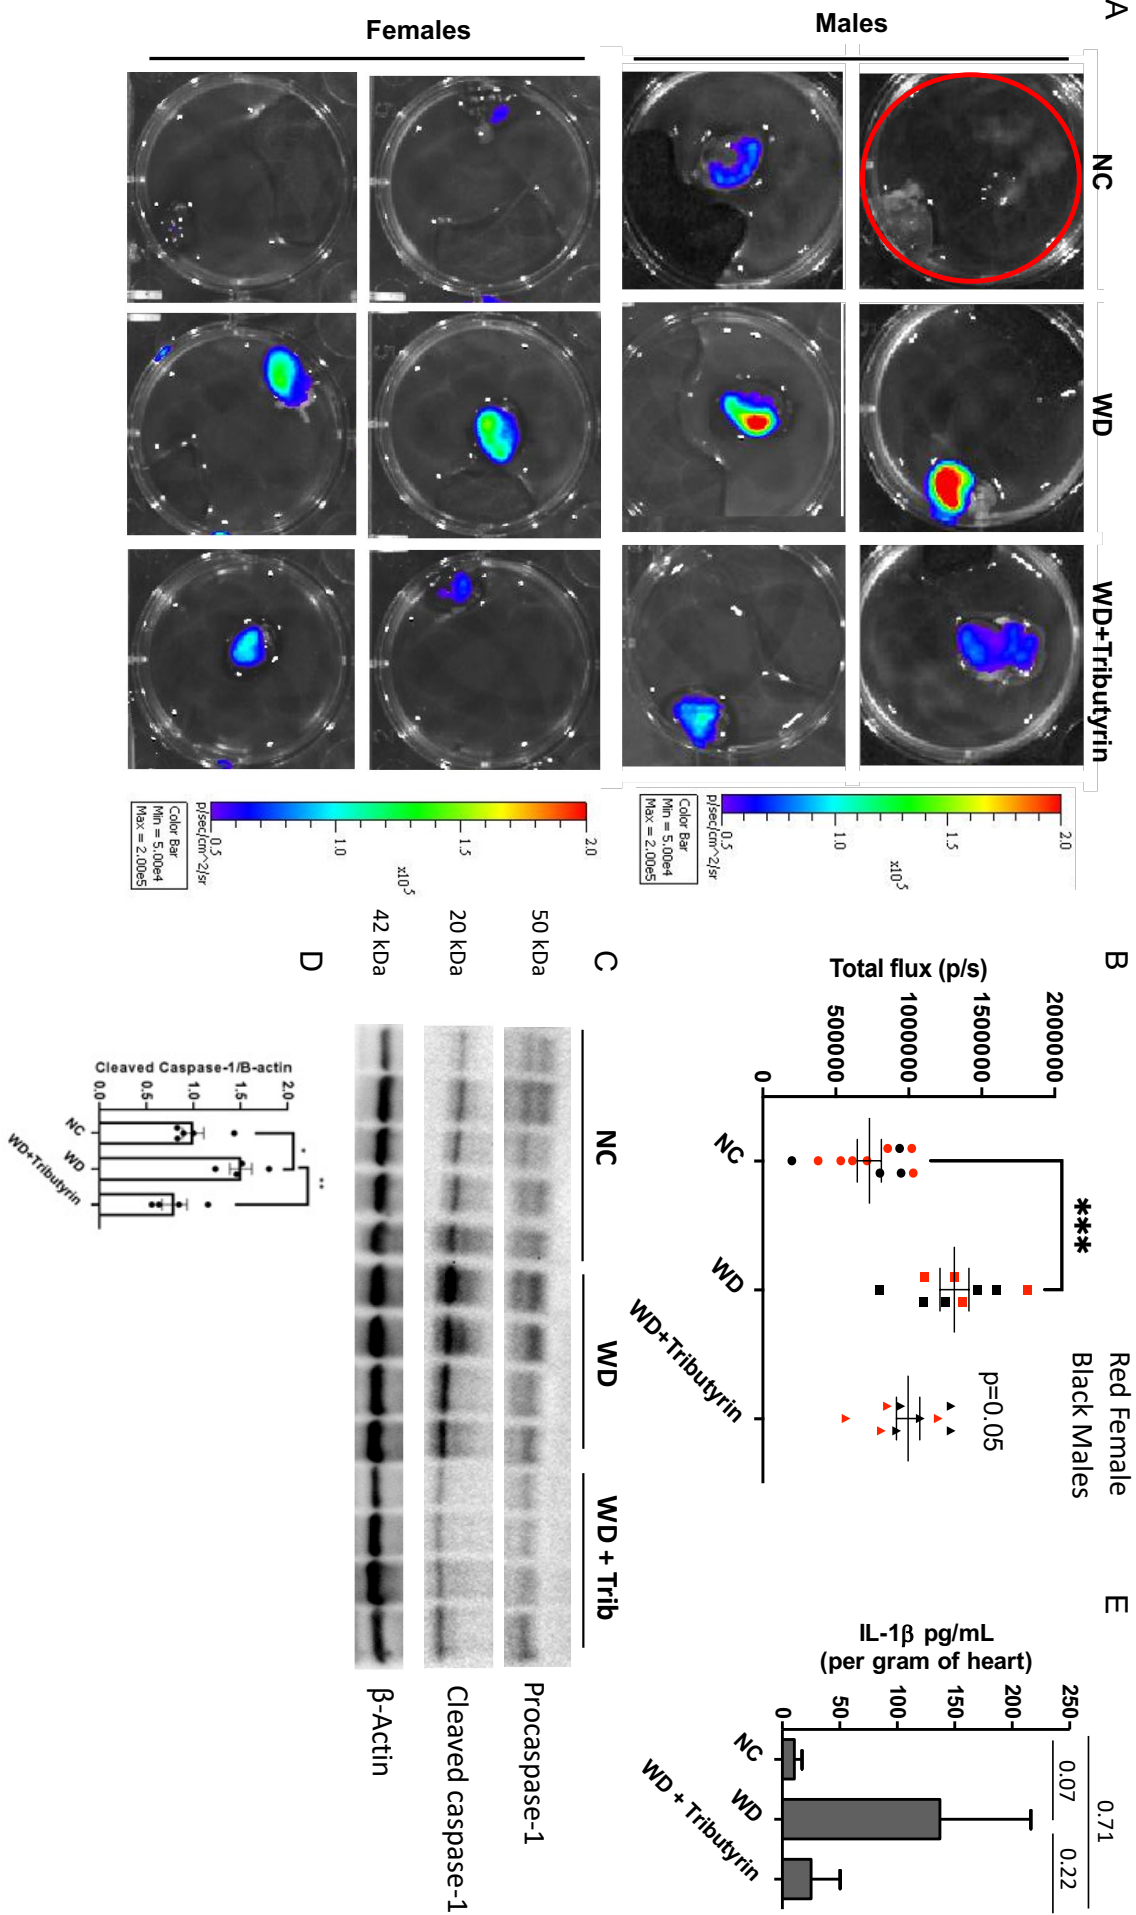 A
NC
WD
WD+Tributyrin
Males
Females
2.0
1.5
1.0
0.5
x10^5
p/sec/cm^2/sr
Color Bar
Min = 5.00e4
Max = 2.00e5
2.0
1.5
1.0
0.5
x10^5
p/sec/cm^2/sr
Color Bar
Min = 5.00e4
Max = 2.00e5
B
Red Female
Black Males
Total flux (p/s)
2000000
1500000
1000000
500000
0
***
p=0.05
NC
WD
WD+Tributyrin
C
NC
WD
WD + Trib
50 kDa
Procaspase-1
20 kDa
Cleaved caspase-1
42 kDa
β-Actin
D
Cleaved Caspase-1/B-actin
2.0
1.5
1.0
0.5
0.0
*
**
NC
WD
WD+Tributyrin
E
IL-1β pg/mL
(per gram of heart)
250
200
150
100
50
0
0.71
0.07
0.22
NC
WD
WD + Tributyrin